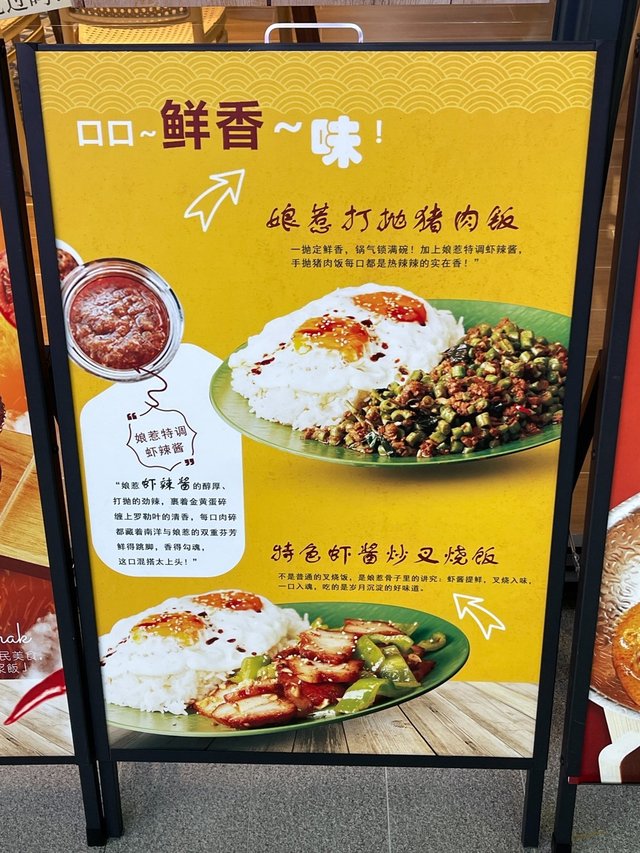 口口~鲜香~味!
娘惹打抛猪肉饭
一抛定鲜香，锅气锁满碗！加上娘惹特调虾辣酱，
手抛猪肉饭每口都是热辣辣的实在香！”
“娘惹特调
虾辣酱”
“娘惹虾辣酱的醇厚、
打抛的劲辣，裹着金黄蛋碎
缠上罗勒叶的清香，每口肉碎
都藏着南洋与娘惹的双重芬芳
鲜得跳脚，香得勾魂，
这口混搭太上头！”
特色虾酱炒叉烧饭
不是普通的叉烧饭，是娘惹骨子里的讲究：虾酱提鲜，叉烧入味，
一口入魂，吃的是岁月沉淀的好味道。
nak
民美食，
浆飯」